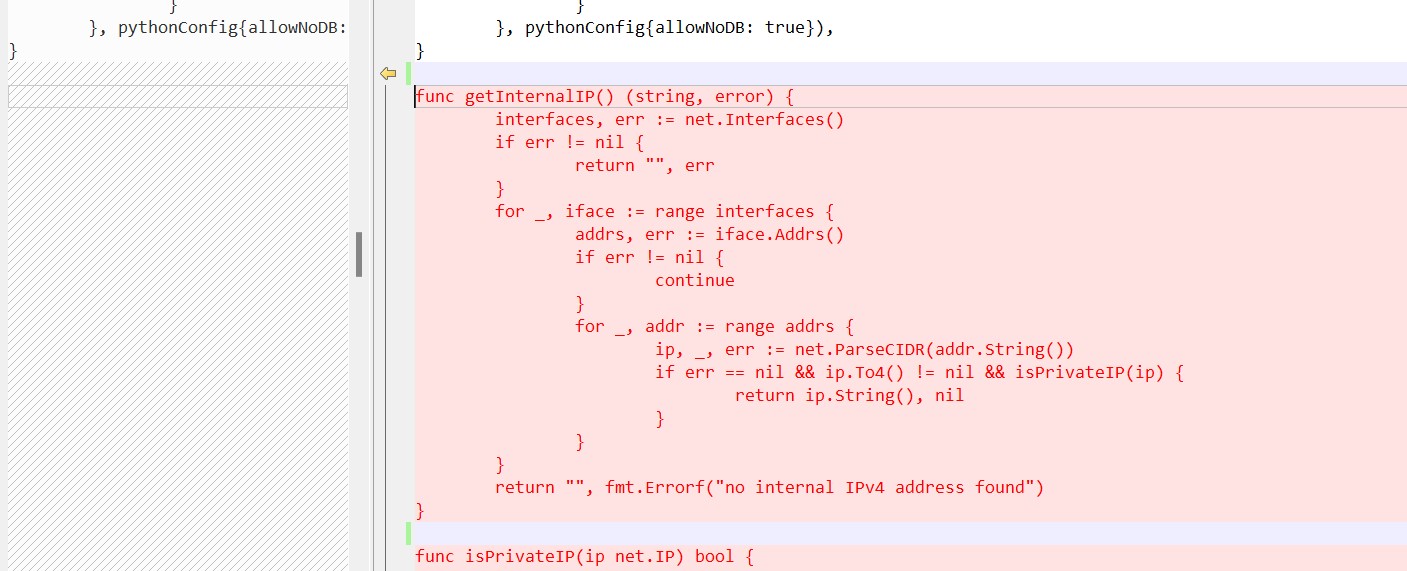 }
}, pythonConfig{allowNoDB:
}
}
}, pythonConfig{allowNoDB: true}),
}
func getInternalIP() (string, error) {
interfaces, err := net.Interfaces()
if err != nil {
return "", err
}
for _, iface := range interfaces {
addrs, err := iface.Addrs()
if err != nil {
continue
}
for _, addr := range addrs {
ip, _, err := net.ParseCIDR(addr.String())
if err == nil && ip.To4() != nil && isPrivateIP(ip) {
return ip.String(), nil
}
}
}
return "", fmt.Errorf("no internal IPv4 address found")
}
func isPrivateIP(ip net.IP) bool {